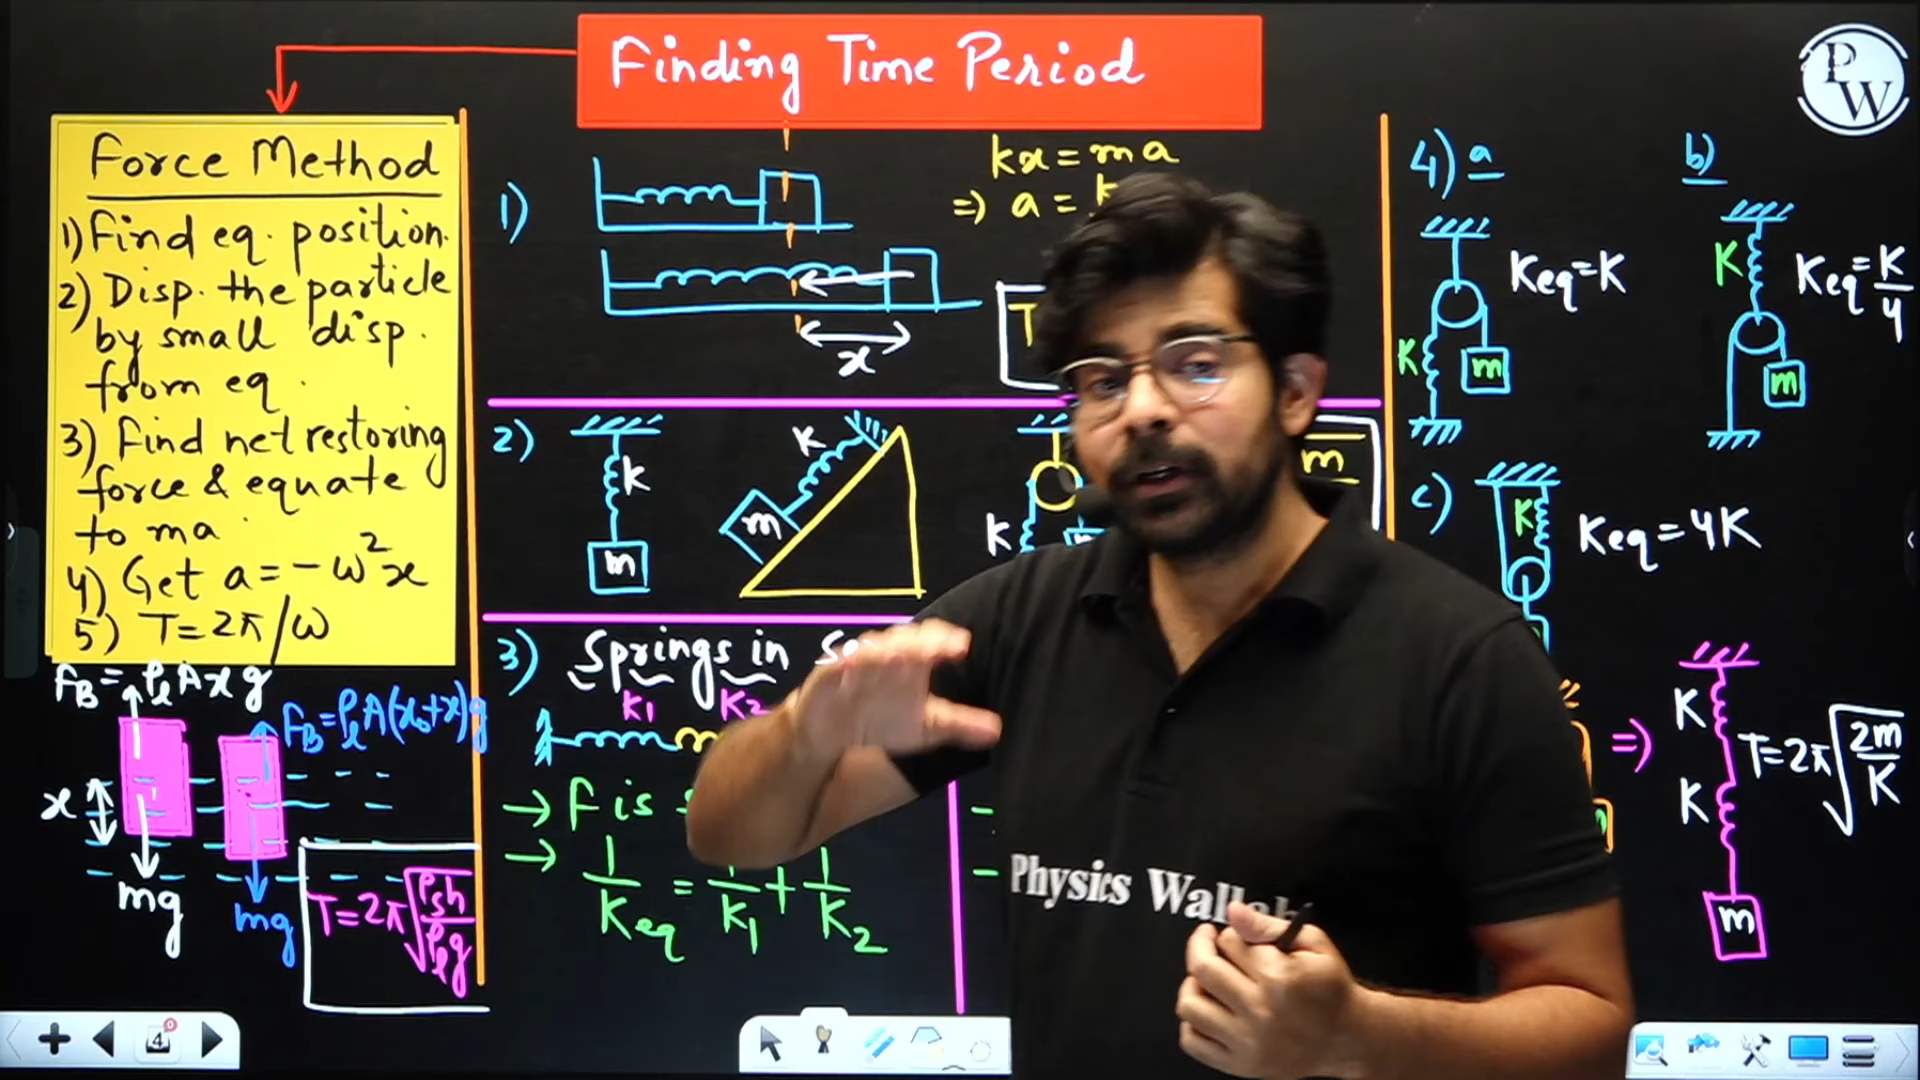 Finding Time Period
PW
Force Method
1) Find eq. position.
2) Disp. the particle
by small disp.
from eq.
3) Find net restoring
force & equate
to ma
4) Get a = - ω²x
5) T = 2π/ω
F_B = ρ_l A x g
F_B = ρ_l A(x₀+x)g
x
mg
mg
T = 2π√(ρ_s h/ρ_l g)
1)
kx = ma
⇒ a =
x
T
2)
K
m
K
m
K
m
3) Springs in
K₁ K₂
→ F is
→ 1/K_eq = 1/K₁ + 1/K₂
4) a
K
m
K_eq = K
b)
K
m
K_eq = K/4
c)
K
K_eq = 4K
⇒
K
K
m
T = 2π√(2m/K)
Physics
4
0